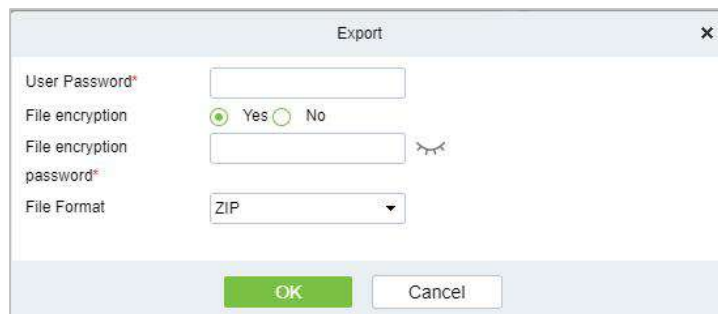 Export
User Password*
File encryption Yes No
File encryption
password*
File Format ZIP
OK Cancel